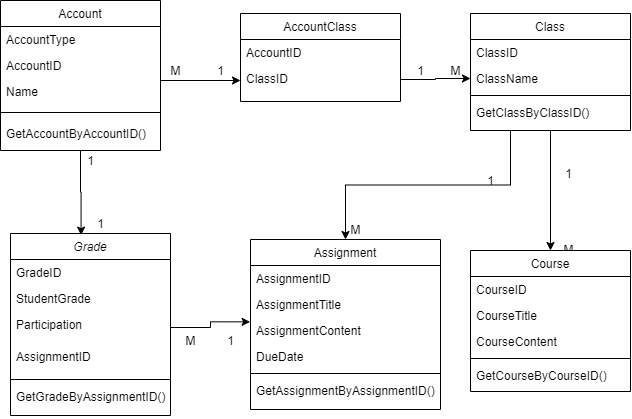 Account
AccountType
AccountID
Name
GetAccountByAccountID()
M
1
AccountClass
AccountID
ClassID
1
M
Class
ClassID
ClassName
GetClassByClassID()
1
1
1
M
1
M
Grade
GradeID
StudentGrade
Participation
AssignmentID
GetGradeByAssignmentID()
M
1
Assignment
AssignmentID
AssignmentTitle
AssignmentContent
DueDate
GetAssignmentByAssignmentID()
Course
CourseID
CourseTitle
CourseContent
GetCourseByCourseID()